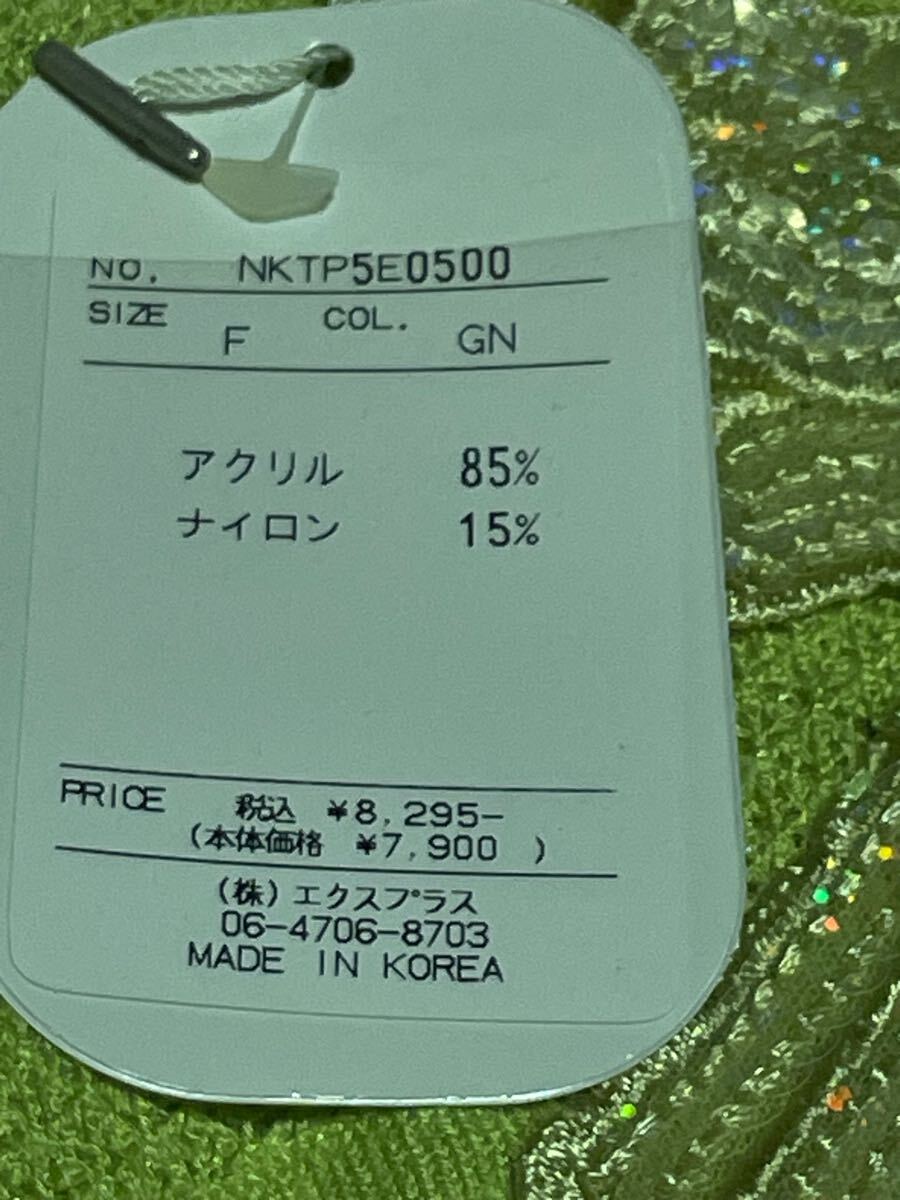 NO. NKTP5E0500
SIZE F COL. GN
アクリル 85%
ナイロン 15%
PRICE 税込 ¥8,295-
(本体価格 ¥7,900 )
(株)エクスプラス
06-4706-8703
MADE IN KOREA